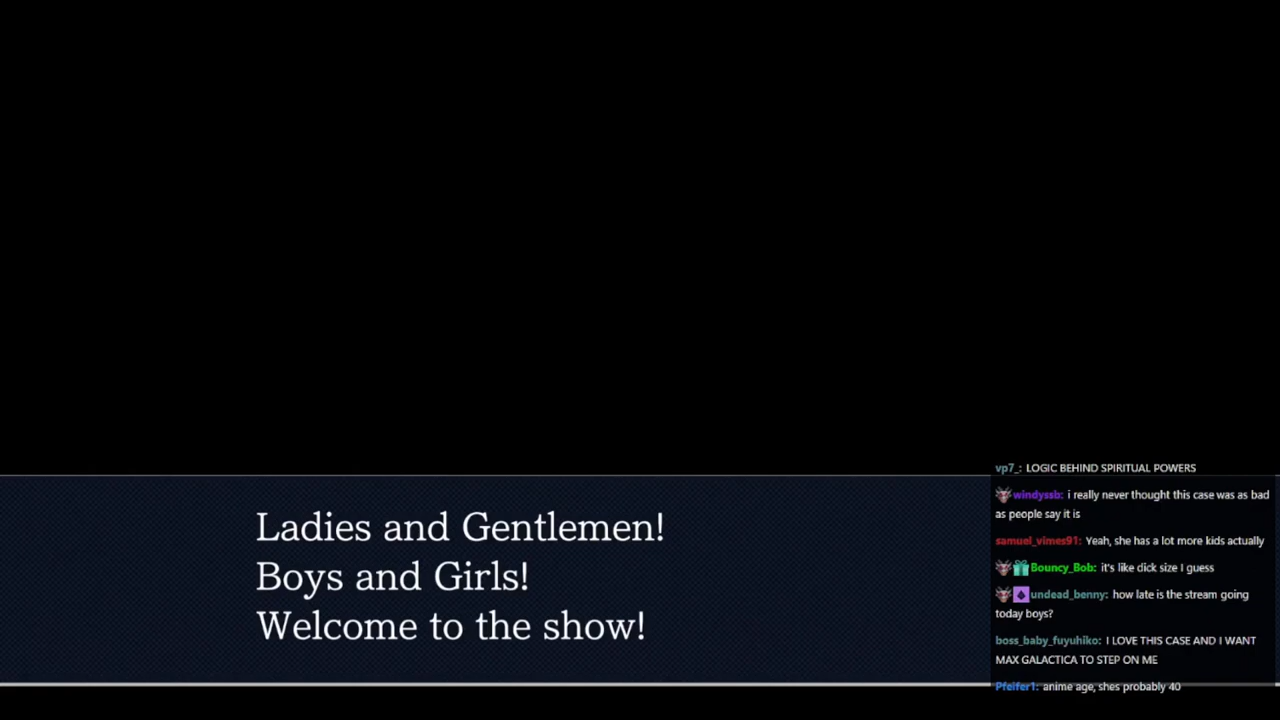 Ladies and Gentlemen!
Boys and Girls!
Welcome to the show!
vp7_: LOGIC BEHIND SPIRITUAL POWERS
windyssb: i really never thought this case was as bad
as people say it is
samuel_vimes91: Yeah, she has a lot more kids actually
Bouncy_Bob: it's like dick size I guess
undead_benny: how late is the stream going
today boys?
boss_baby_fuyuhiko: I LOVE THIS CASE AND I WANT
MAX GALACTICA TO STEP ON ME
Pfeifer1: anime age, shes probably 40